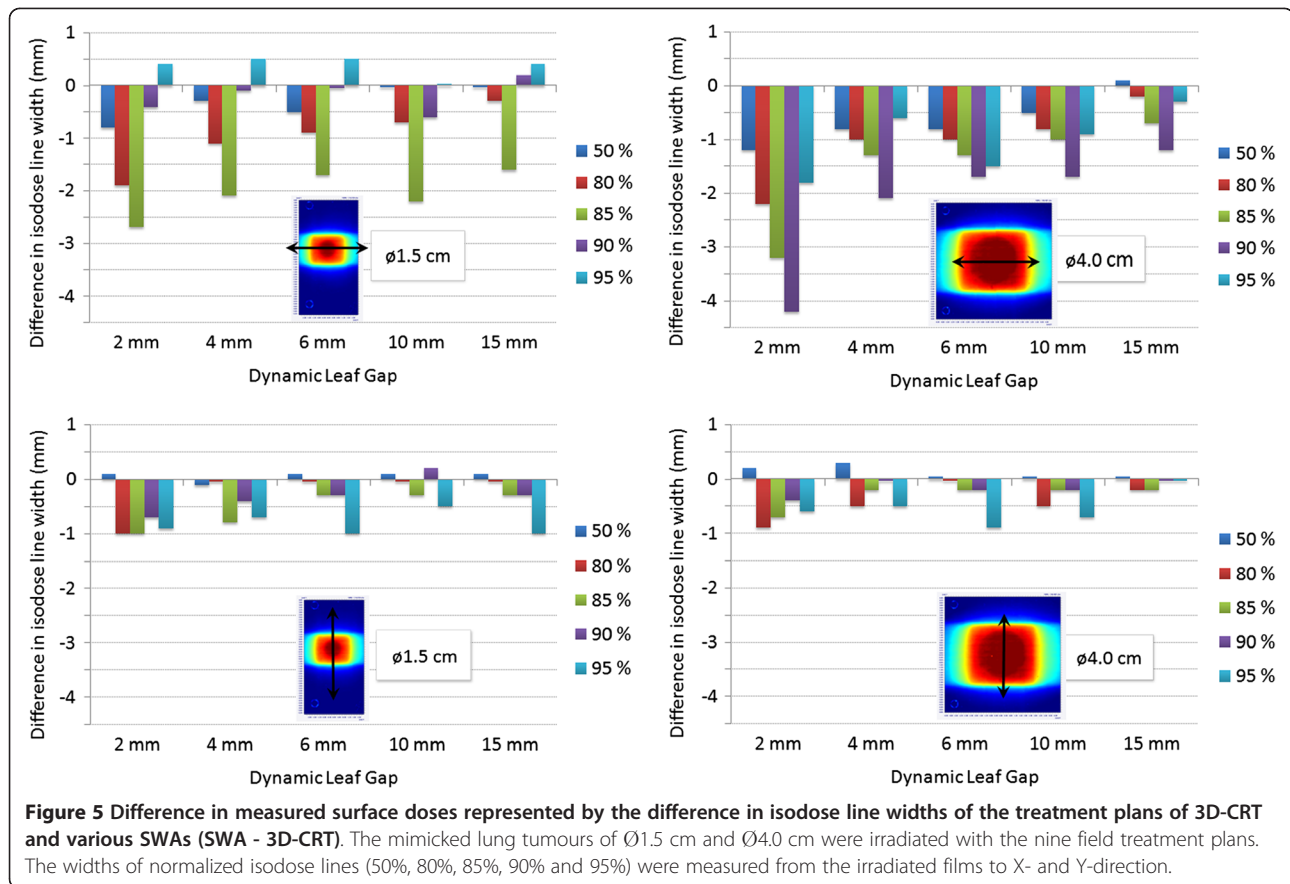 Difference in isodose line width (mm)
1
0
-1
-2
-3
-4
2 mm 4 mm 6 mm 10 mm 15 mm
Dynamic Leaf Gap
ø1.5 cm
50 %
80 %
85 %
90 %
95 %
Difference in isodose line width (mm)
1
0
-1
-2
-3
-4
2 mm 4 mm 6 mm 10 mm 15 mm
Dynamic Leaf Gap
ø4.0 cm
50 %
80 %
85 %
90 %
95 %
Difference in isodose line width (mm)
1
0
-1
-2
-3
-4
2 mm 4 mm 6 mm 10 mm 15 mm
Dynamic Leaf Gap
ø1.5 cm
50 %
80 %
85 %
90 %
95 %
Difference in isodose line width (mm)
1
0
-1
-2
-3
-4
2 mm 4 mm 6 mm 10 mm 15 mm
Dynamic Leaf Gap
ø4.0 cm
50 %
80 %
85 %
90 %
95 %
Figure 5 Difference in measured surface doses represented by the difference in isodose line widths of the treatment plans of 3D-CRT
and various SWAs (SWA - 3D-CRT). The mimicked lung tumours of Ø1.5 cm and Ø4.0 cm were irradiated with the nine field treatment plans.
The widths of normalized isodose lines (50%, 80%, 85%, 90% and 95%) were measured from the irradiated films to X- and Y-direction.